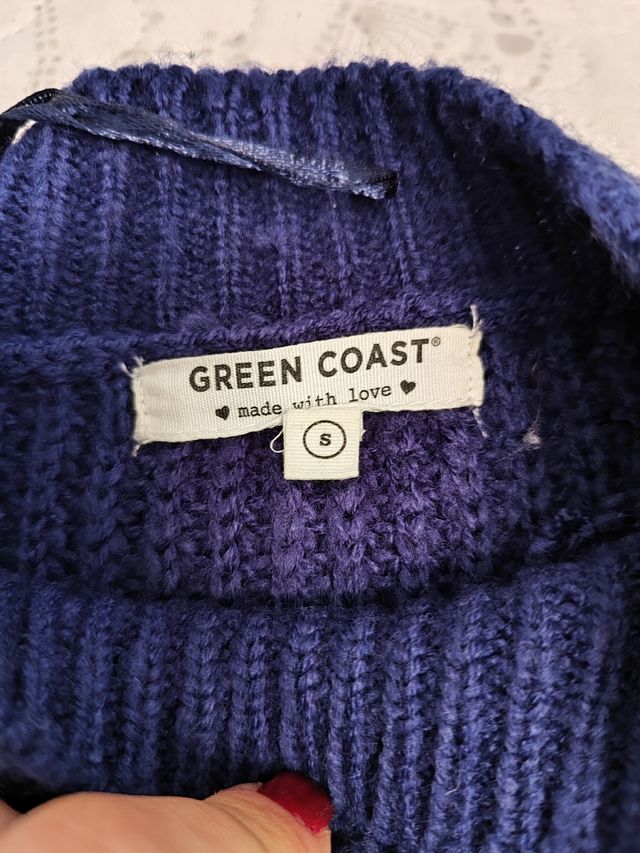 GREEN COAST®
♥ made with love ♥
S